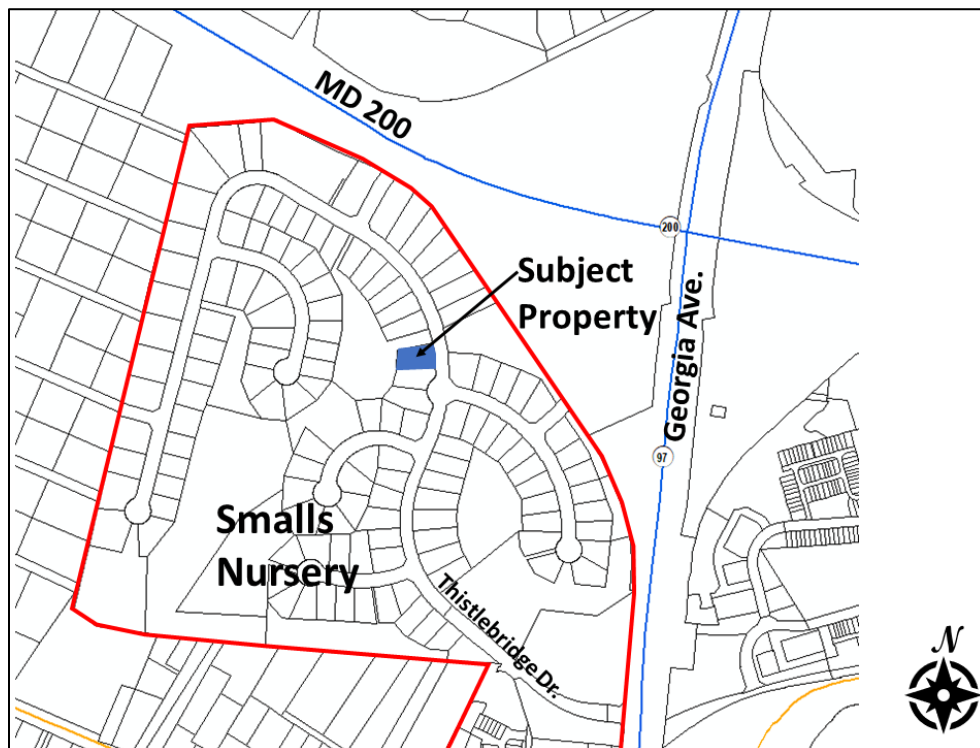 MD 200
200
Subject
Property
Georgia Ave.
97
Smalls
Nursery
Thistlebridge Dr.
N